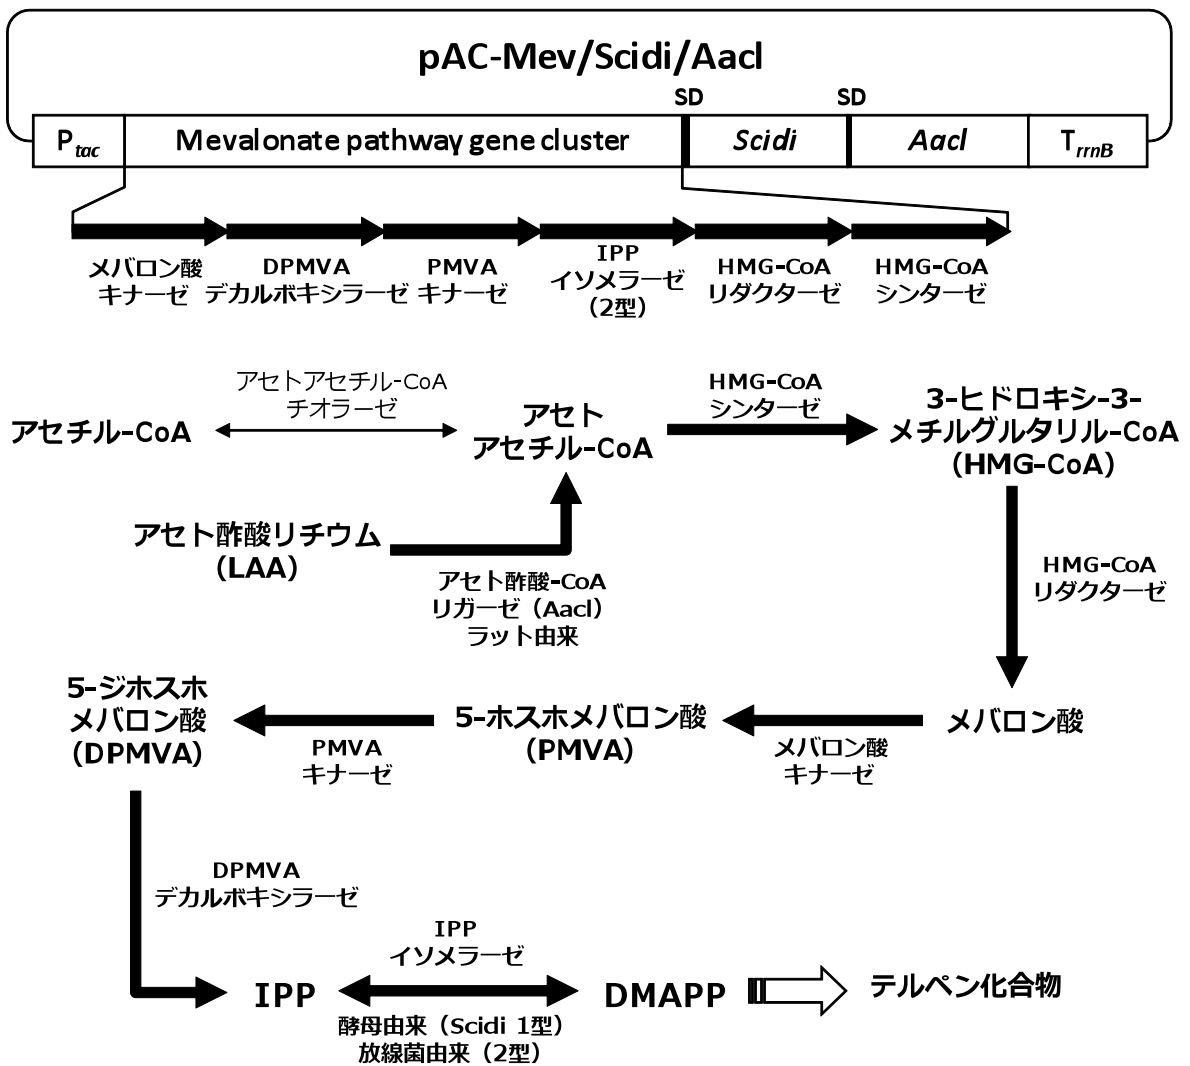 pAC-Mev/Scidi/Aacl
SD SD
Ptac Mevalonate pathway gene cluster Scidi Aacl TrrnB
メバロン酸
キナーゼ
DPMVA
デカルボキシラーゼ
PMVA
キナーゼ
IPP
イソメラーゼ
（2型）
HMG-CoA
リダクターゼ
HMG-CoA
シンターゼ
アセチル-CoA
アセトアセチル-CoA
チオラーゼ
アセト
アセチル-CoA
HMG-CoA
シンターゼ
3-ヒドロキシ-3-
メチルグルタリル-CoA
(HMG-CoA)
アセト酢酸リチウム
(LAA)
アセト酢酸-CoA
リガーゼ（Aacl）
ラット由来
HMG-CoA
リダクターゼ
5-ジホスホ
メバロン酸
(DPMVA)
PMVA
キナーゼ
5-ホスホメバロン酸
(PMVA)
メバロン酸
キナーゼ
メバロン酸
DPMVA
デカルボキシラーゼ
IPP
IPP
イソメラーゼ
酵母由来（Scidi 1型）
放線菌由来（2型）
DMAPP
テルペン化合物